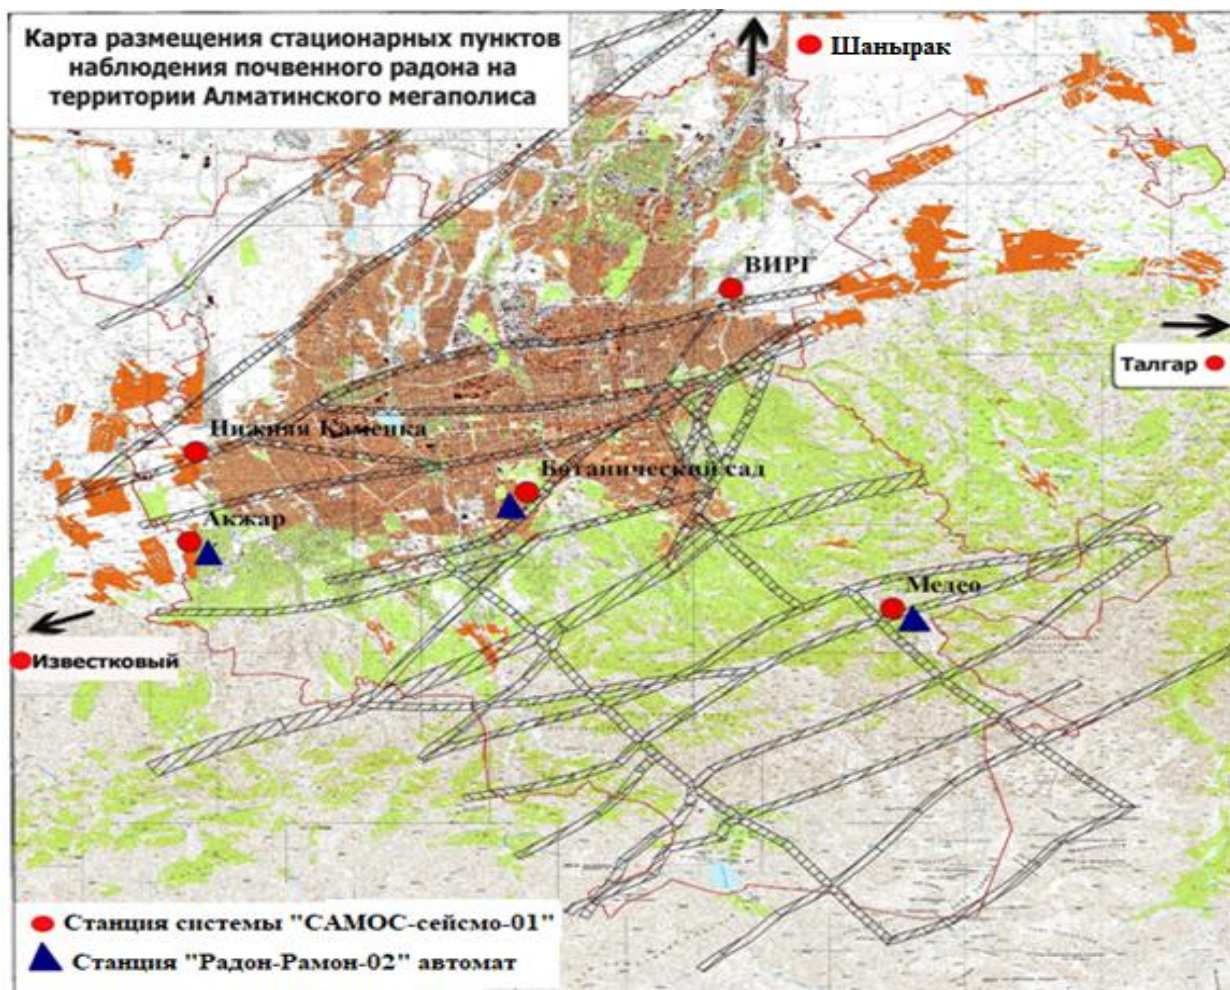 Карта размещения стационарных пунктов
наблюдения почвенного радона на
территории Алматинского мегаполиса
Шанырак
ВИРГ
Талгар
Нижняя Каменка
Ботанический сад
Акжар
Медео
Известковый
Станция системы "САМОС-сейсмо-01"
Станция "Радон-Рамон-02" автомат